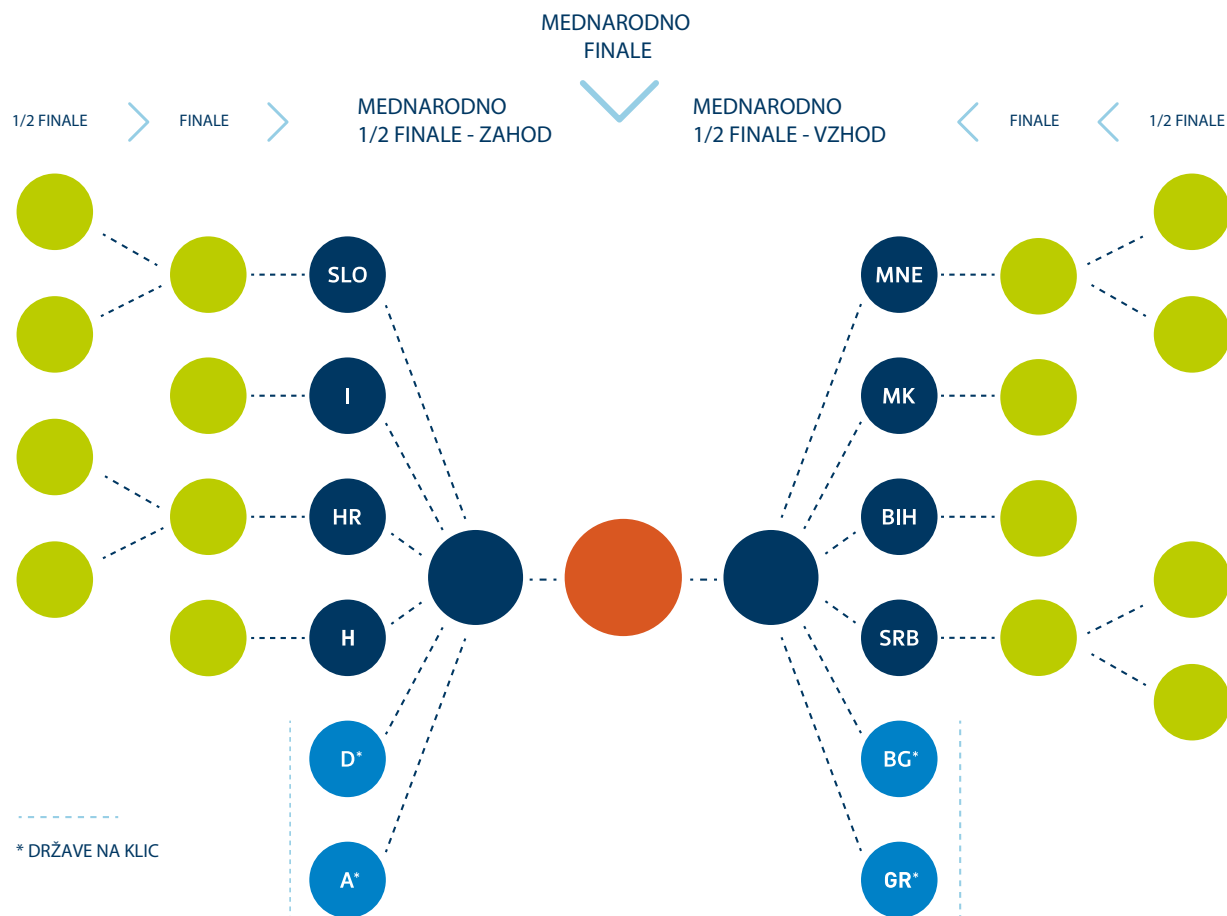 MEDNARODNO
FINALE
1/2 FINALE
FINALE
MEDNARODNO
1/2 FINALE - ZAHOD
MEDNARODNO
1/2 FINALE - VZHOD
FINALE
1/2 FINALE
SLO
MNE
I
MK
HR
BIH
H
SRB
D*
BG*
* DRŽAVE NA KLIC
A*
GR*